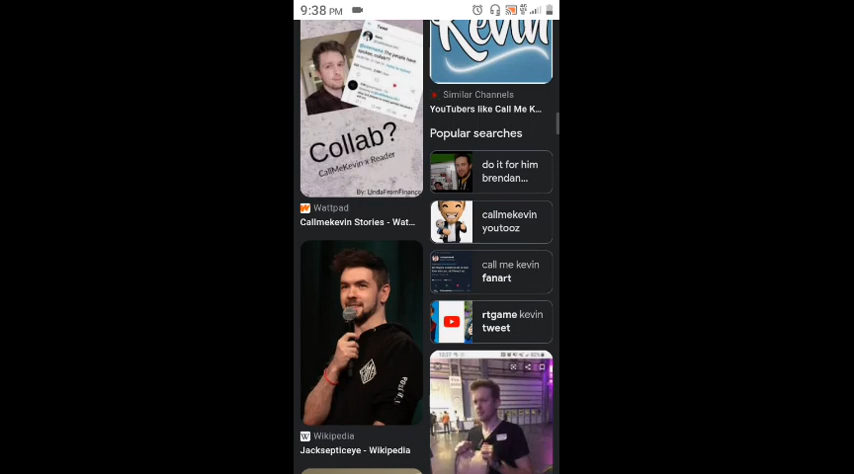 9:38 PM
Tweet
Collab?
CallMeKevin x Reader
By: LindaFromFinance
Wattpad
Callmekevin Stories - Wat...
Wikipedia
Jacksepticeye - Wikipedia
Kevin
Similar Channels
YouTubers like Call Me K...
Popular searches
do it for him
brendan...
callmekevin
youtooz
call me kevin
fanart
rtgame kevin
tweet